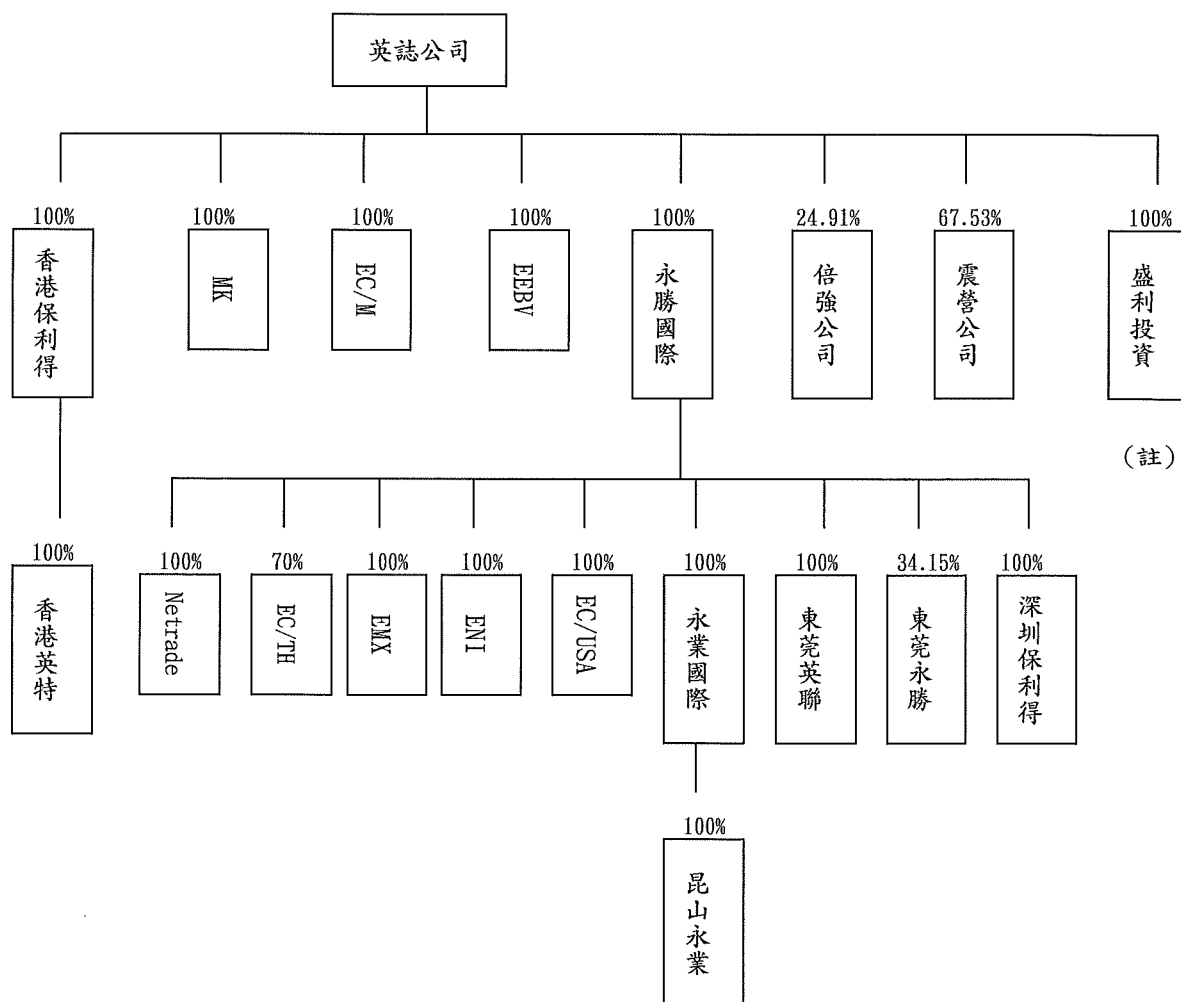 英誌公司
100% 100% 100% 100% 100% 24.91% 67.53% 100%
香港保利得
MK
EC/M
EEBV
永勝國際
倍強公司
震營公司
盛利投資
(註)
100%
香港英特
100% 70% 100% 100% 100% 100% 100% 34.15% 100%
Netrade
EC/TH
EMX
ENI
EC/USA
永業國際
東莞英聯
東莞永勝
深圳保利得
100%
昆山永業